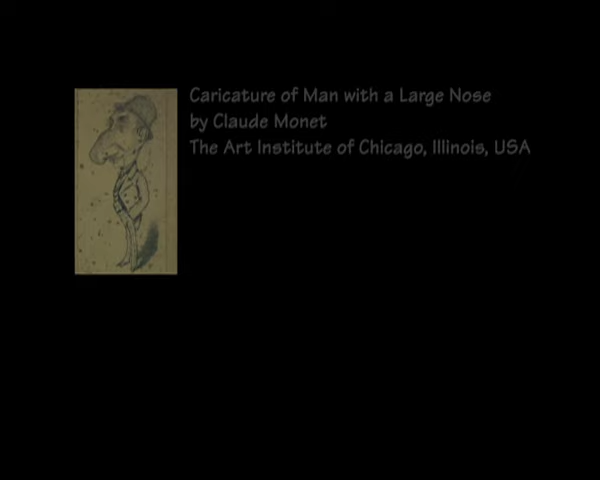 Caricature of Man with a Large Nose
by Claude Monet
The Art Institute of Chicago, Illinois, USA